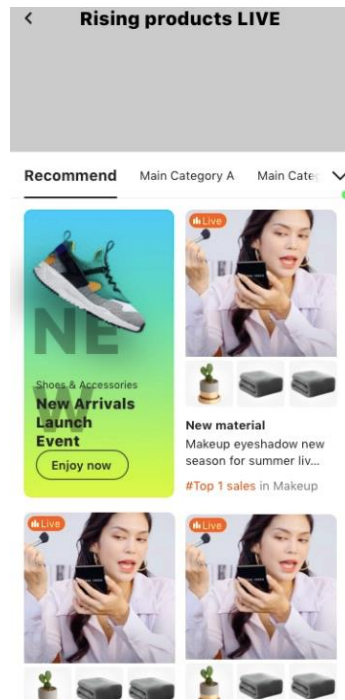 Rising products LIVE
Recommend
Main Category A
Main Cate
NE
W
Shoes & Accessories
New Arrivals
Launch
Event
Enjoy now
Live
New material
Makeup eyeshadow new
season for summer liv...
#Top 1 sales in Makeup
Live
Live